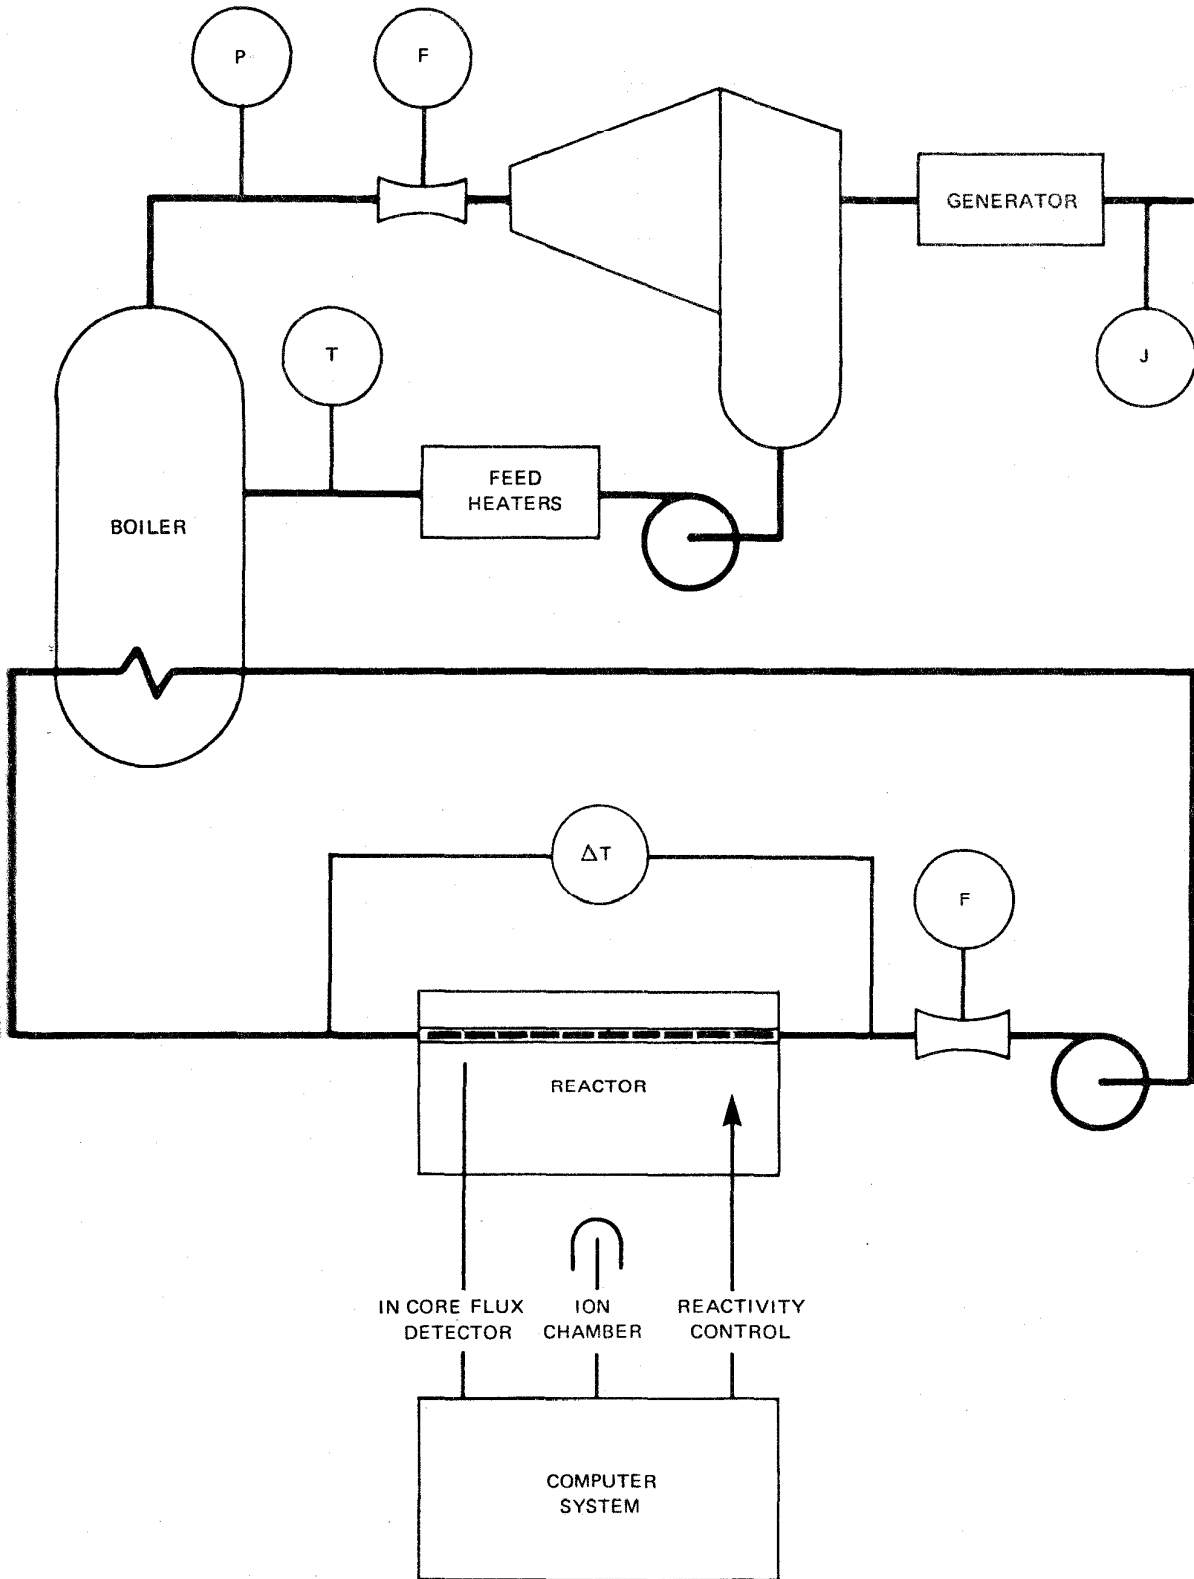 P
F
GENERATOR
T
J
FEED
HEATERS
BOILER
ΔT
F
REACTOR
IN CORE FLUX
DETECTOR
ION
CHAMBER
REACTIVITY
CONTROL
COMPUTER
SYSTEM